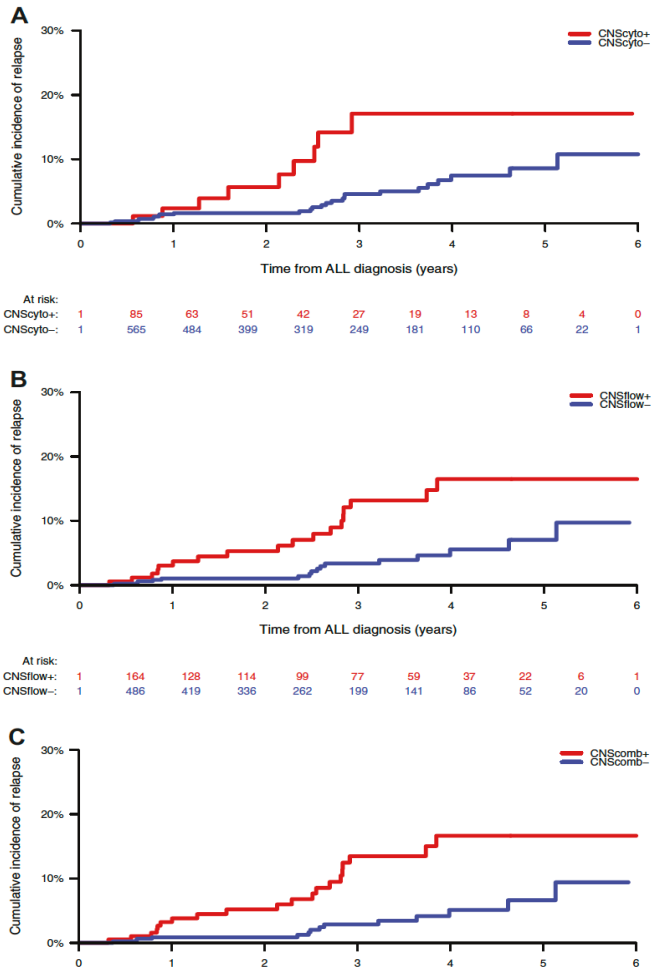 A
30%
20%
10%
0%
Cumulative incidence of relapse
CNScyto+
CNScyto–
0 1 2 3 4 5 6
Time from ALL diagnosis (years)
At risk:
CNScyto+: 1 85 63 51 42 27 19 13 8 4 0
CNScyto–: 1 565 484 399 319 249 181 110 66 22 1
B
30%
20%
10%
0%
Cumulative incidence of relapse
CNSflow+
CNSflow–
0 1 2 3 4 5 6
Time from ALL diagnosis (years)
At risk:
CNSflow+: 1 164 128 114 99 77 59 37 22 6 1
CNSflow–: 1 486 419 336 262 199 141 86 52 20 0
C
30%
20%
10%
0%
Cumulative incidence of relapse
CNScomb+
CNScomb–
0 1 2 3 4 5 6